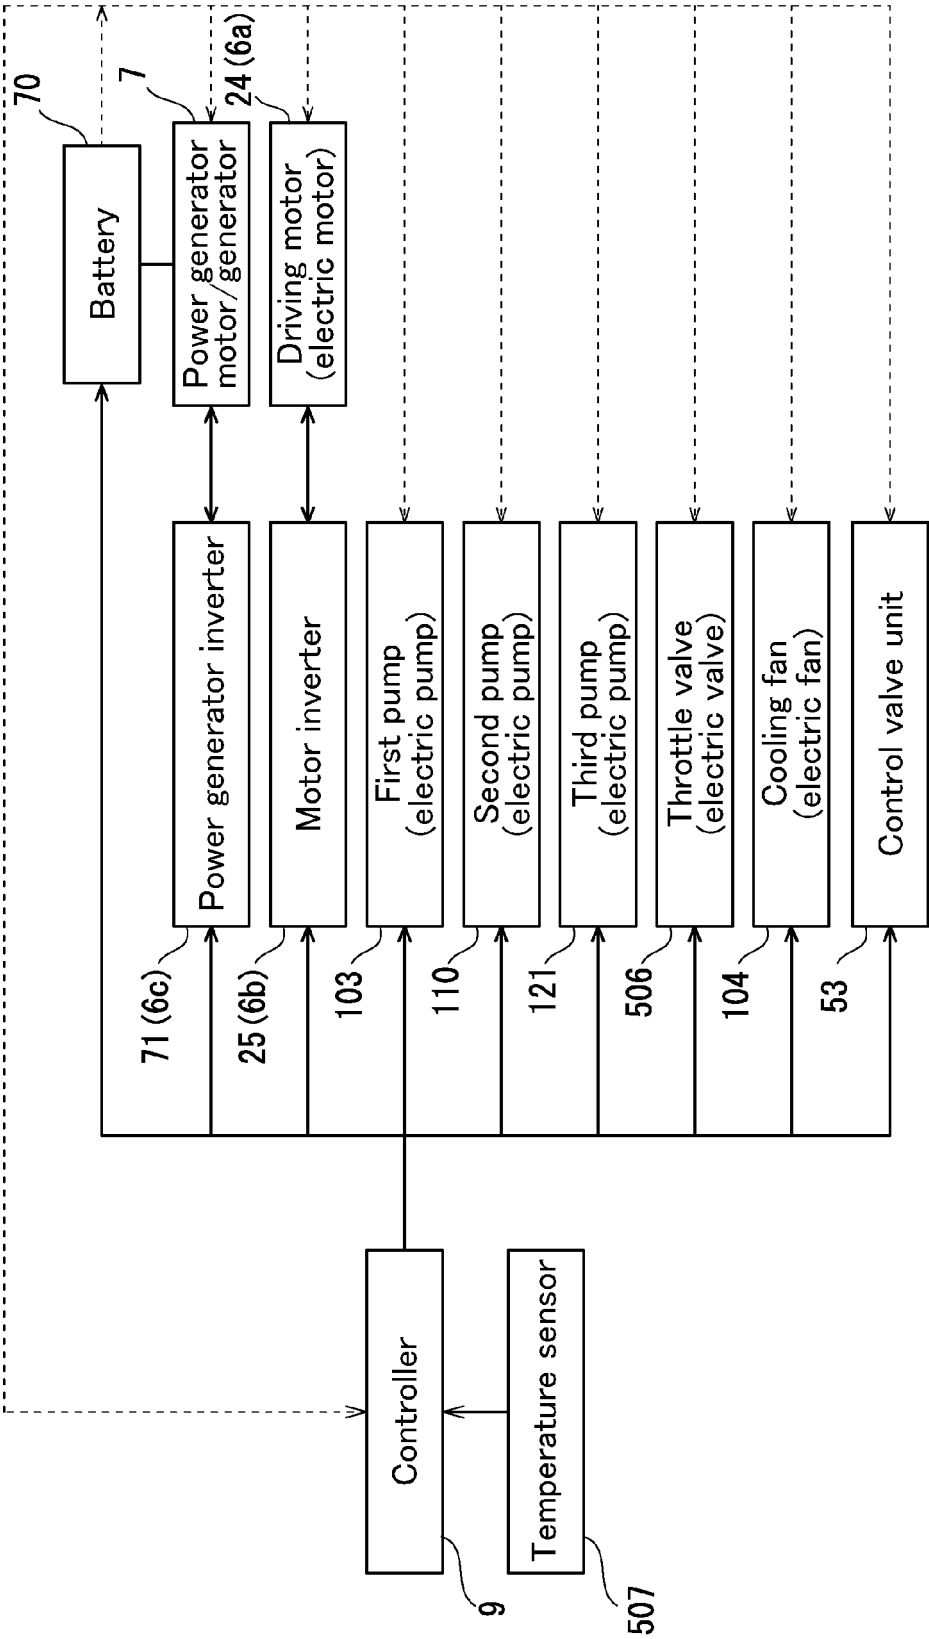 70
Battery
7
Power generator
motor/generator
24 (6a)
Driving motor
(electric motor)
Power generator inverter
71 (6c)
Motor inverter
25 (6b)
First pump
(electric pump)
103
Second pump
(electric pump)
110
Third pump
(electric pump)
121
Throttle valve
(electric valve)
506
Cooling fan
(electric fan)
104
Control valve unit
53
Controller
9
Temperature sensor
507